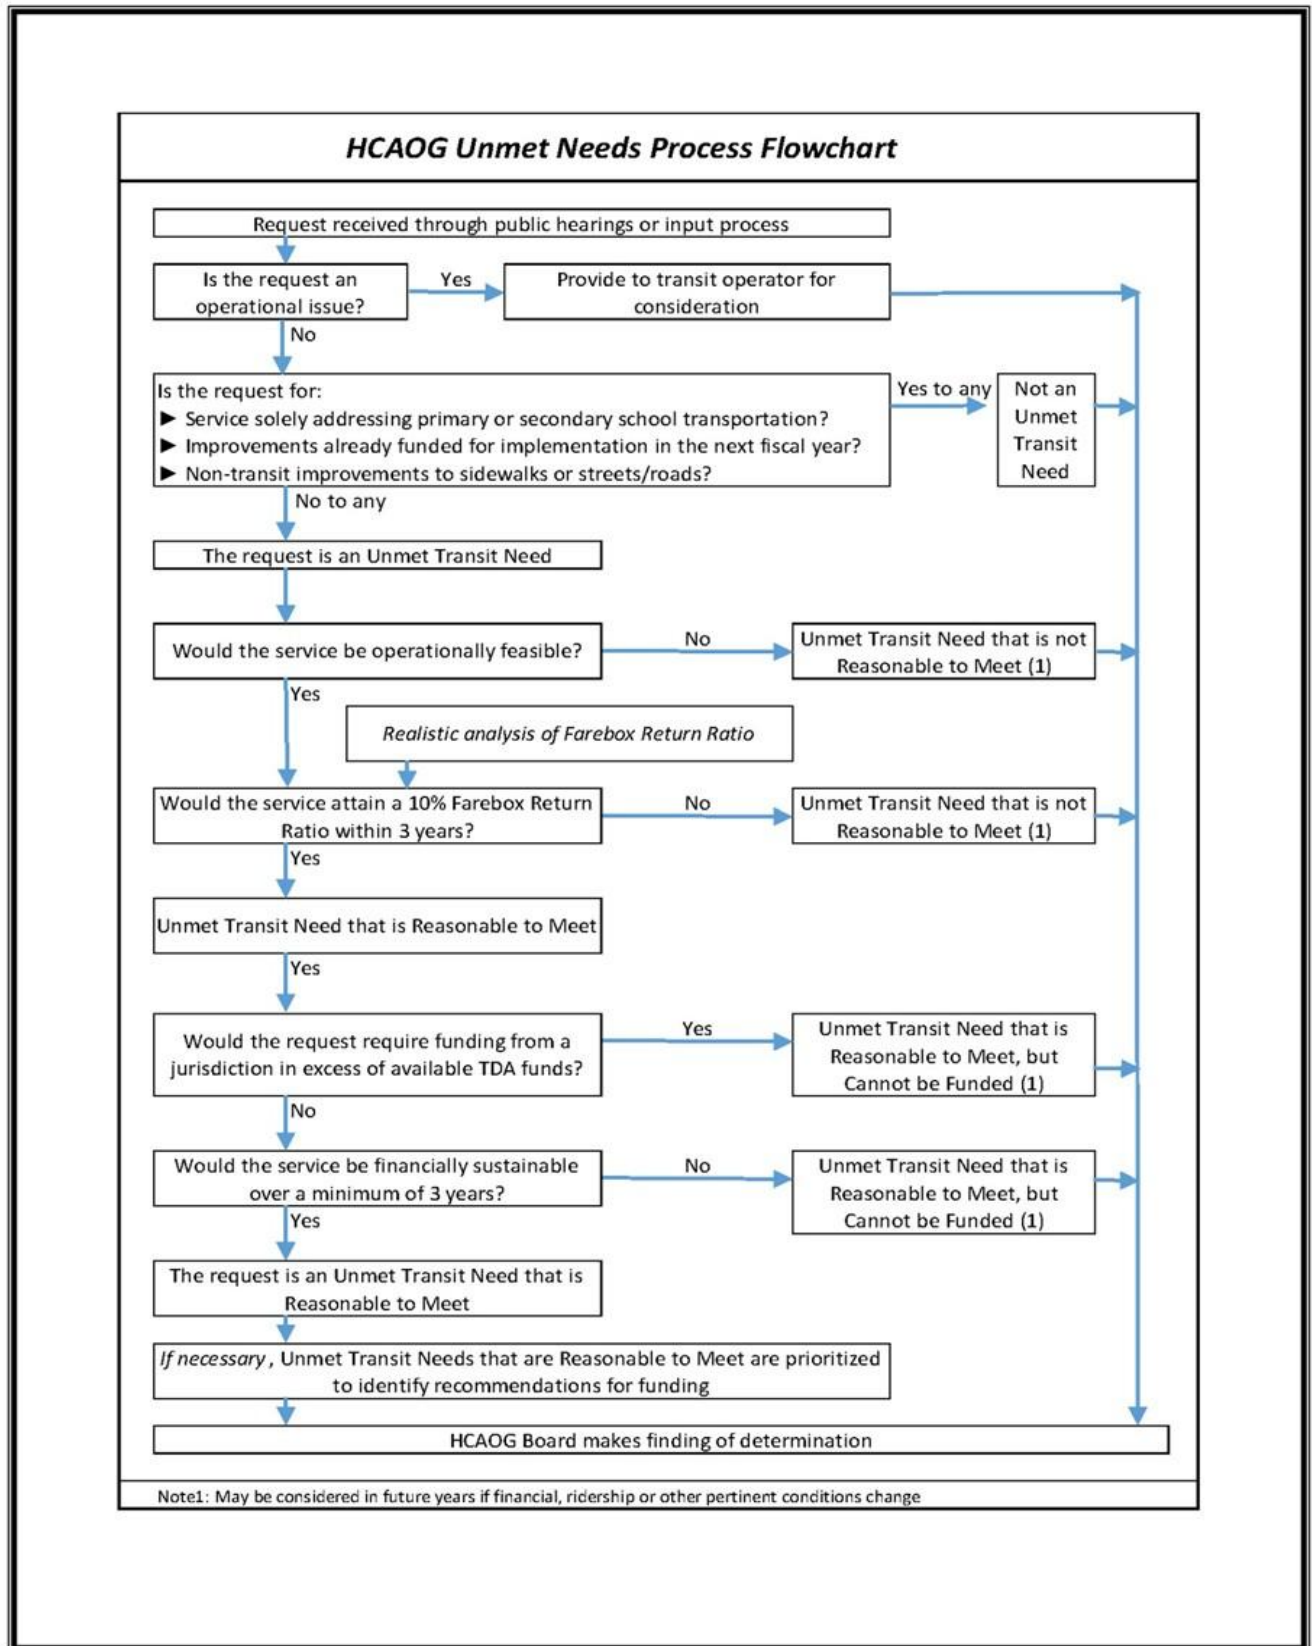 HCAOG Unmet Needs Process Flowchart
Request received through public hearings or input process
Is the request an
operational issue?
Yes
Provide to transit operator for
consideration
No
Is the request for:
► Service solely addressing primary or secondary school transportation?
► Improvements already funded for implementation in the next fiscal year?
► Non-transit improvements to sidewalks or streets/roads?
Yes to any
Not an
Unmet
Transit
Need
No to any
The request is an Unmet Transit Need
Would the service be operationally feasible?
No
Unmet Transit Need that is not
Reasonable to Meet (1)
Yes
Realistic analysis of Farebox Return Ratio
Would the service attain a 10% Farebox Return
Ratio within 3 years?
No
Unmet Transit Need that is not
Reasonable to Meet (1)
Yes
Unmet Transit Need that is Reasonable to Meet
Yes
Would the request require funding from a
jurisdiction in excess of available TDA funds?
Yes
Unmet Transit Need that is
Reasonable to Meet, but
Cannot be Funded (1)
No
Would the service be financially sustainable
over a minimum of 3 years?
No
Unmet Transit Need that is
Reasonable to Meet, but
Cannot be Funded (1)
Yes
The request is an Unmet Transit Need that is
Reasonable to Meet
If necessary, Unmet Transit Needs that are Reasonable to Meet are prioritized
to identify recommendations for funding
HCAOG Board makes finding of determination
Note1: May be considered in future years if financial, ridership or other pertinent conditions change